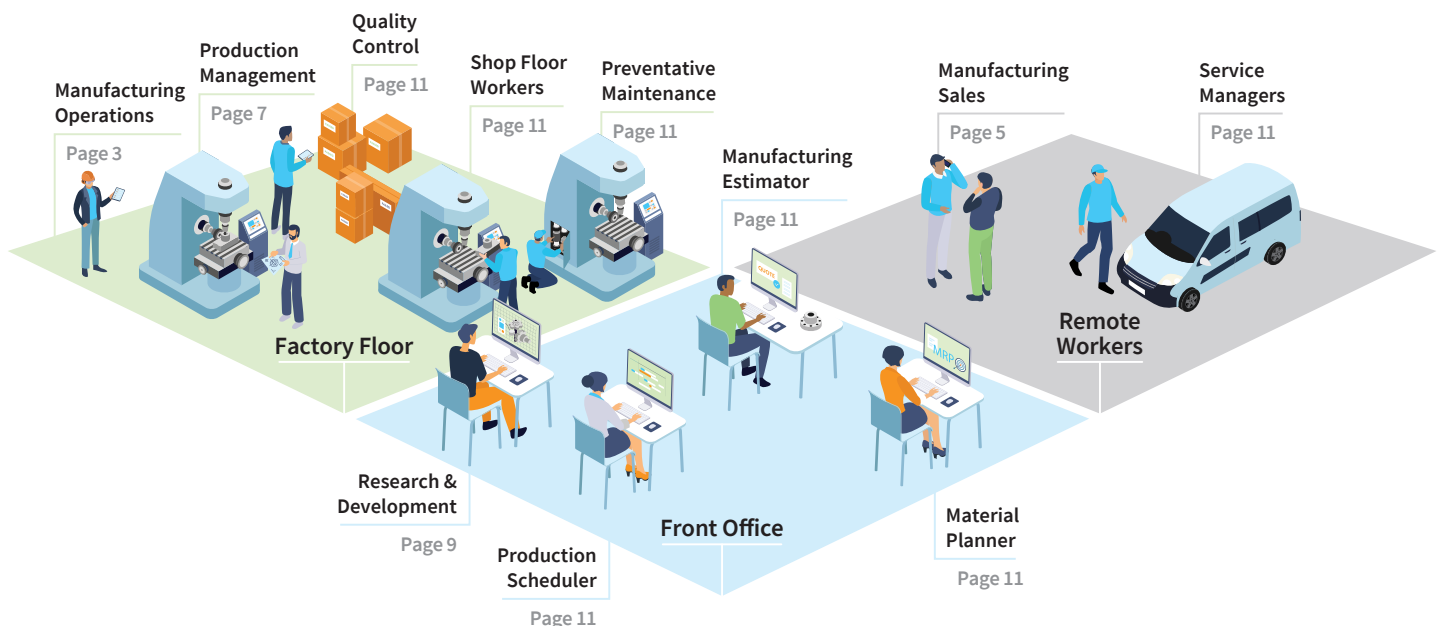 Manufacturing
Operations
Page 3
Production
Management
Page 7
Quality
Control
Page 11
Shop Floor
Workers
Page 11
Preventative
Maintenance
Page 11
Manufacturing
Estimator
Page 11
Manufacturing
Sales
Page 5
Service
Managers
Page 11
Factory Floor
Remote
Workers
QUOTE
MRP
Research &
Development
Page 9
Production
Scheduler
Page 11
Front Office
Material
Planner
Page 11